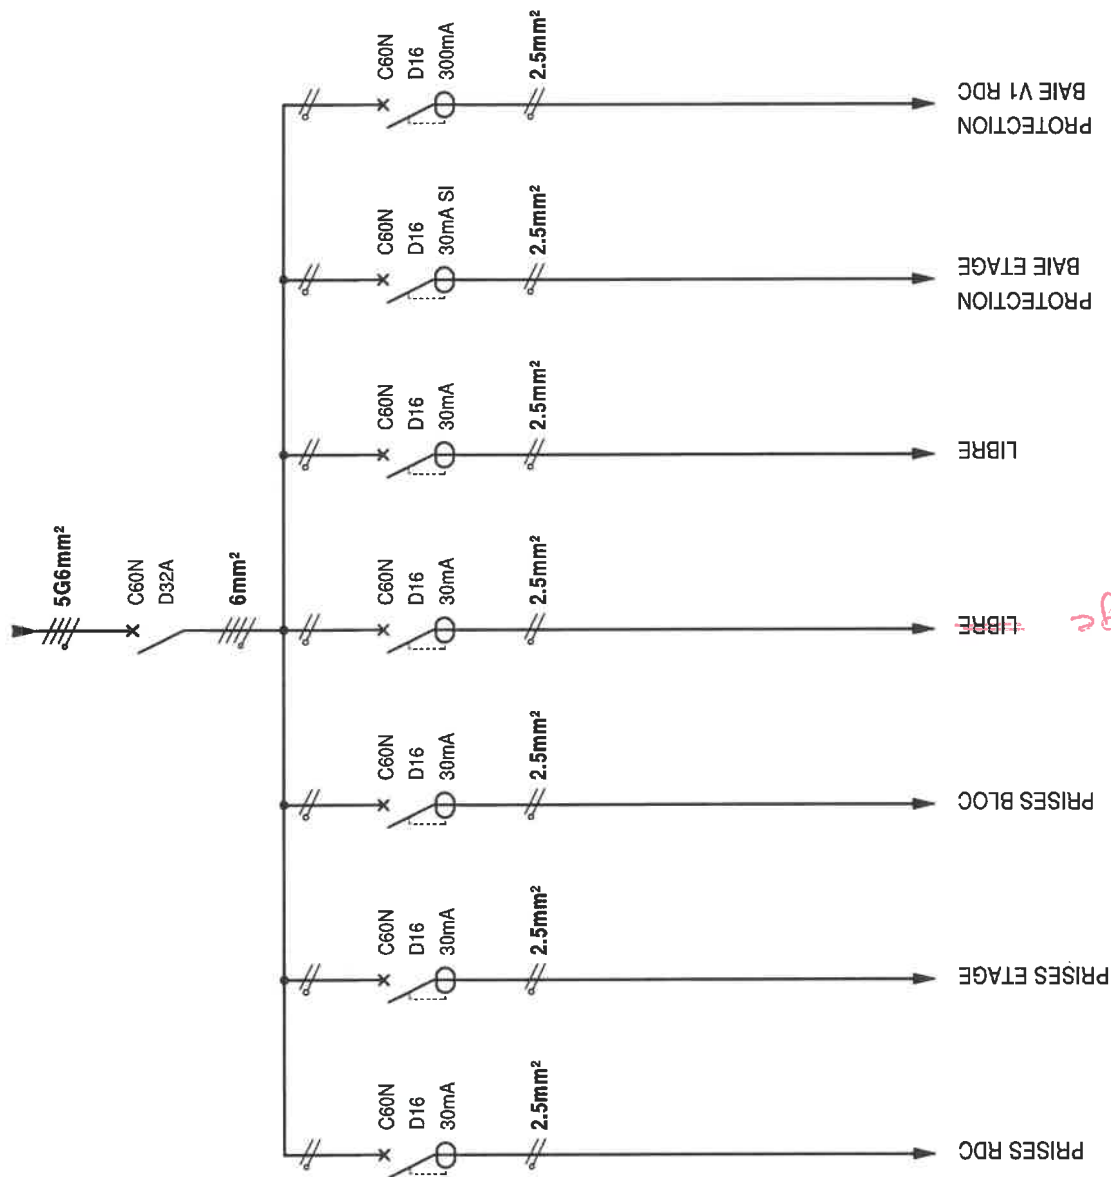 5G6mm²
C60N
D32A
6mm²
C60N
D16
300mA
2.5mm²
PROTECTION
BAIE V1 RDC
C60N
D16
30mA SI
2.5mm²
PROTECTION
BAIE ETAGE
C60N
D16
30mA
2.5mm²
LIBRE
C60N
D16
30mA
2.5mm²
LIBRE
C60N
D16
30mA
2.5mm²
PRISES BLOC
C60N
D16
30mA
2.5mm²
PRISES ETAGE
C60N
D16
30mA
2.5mm²
PRISES RDC